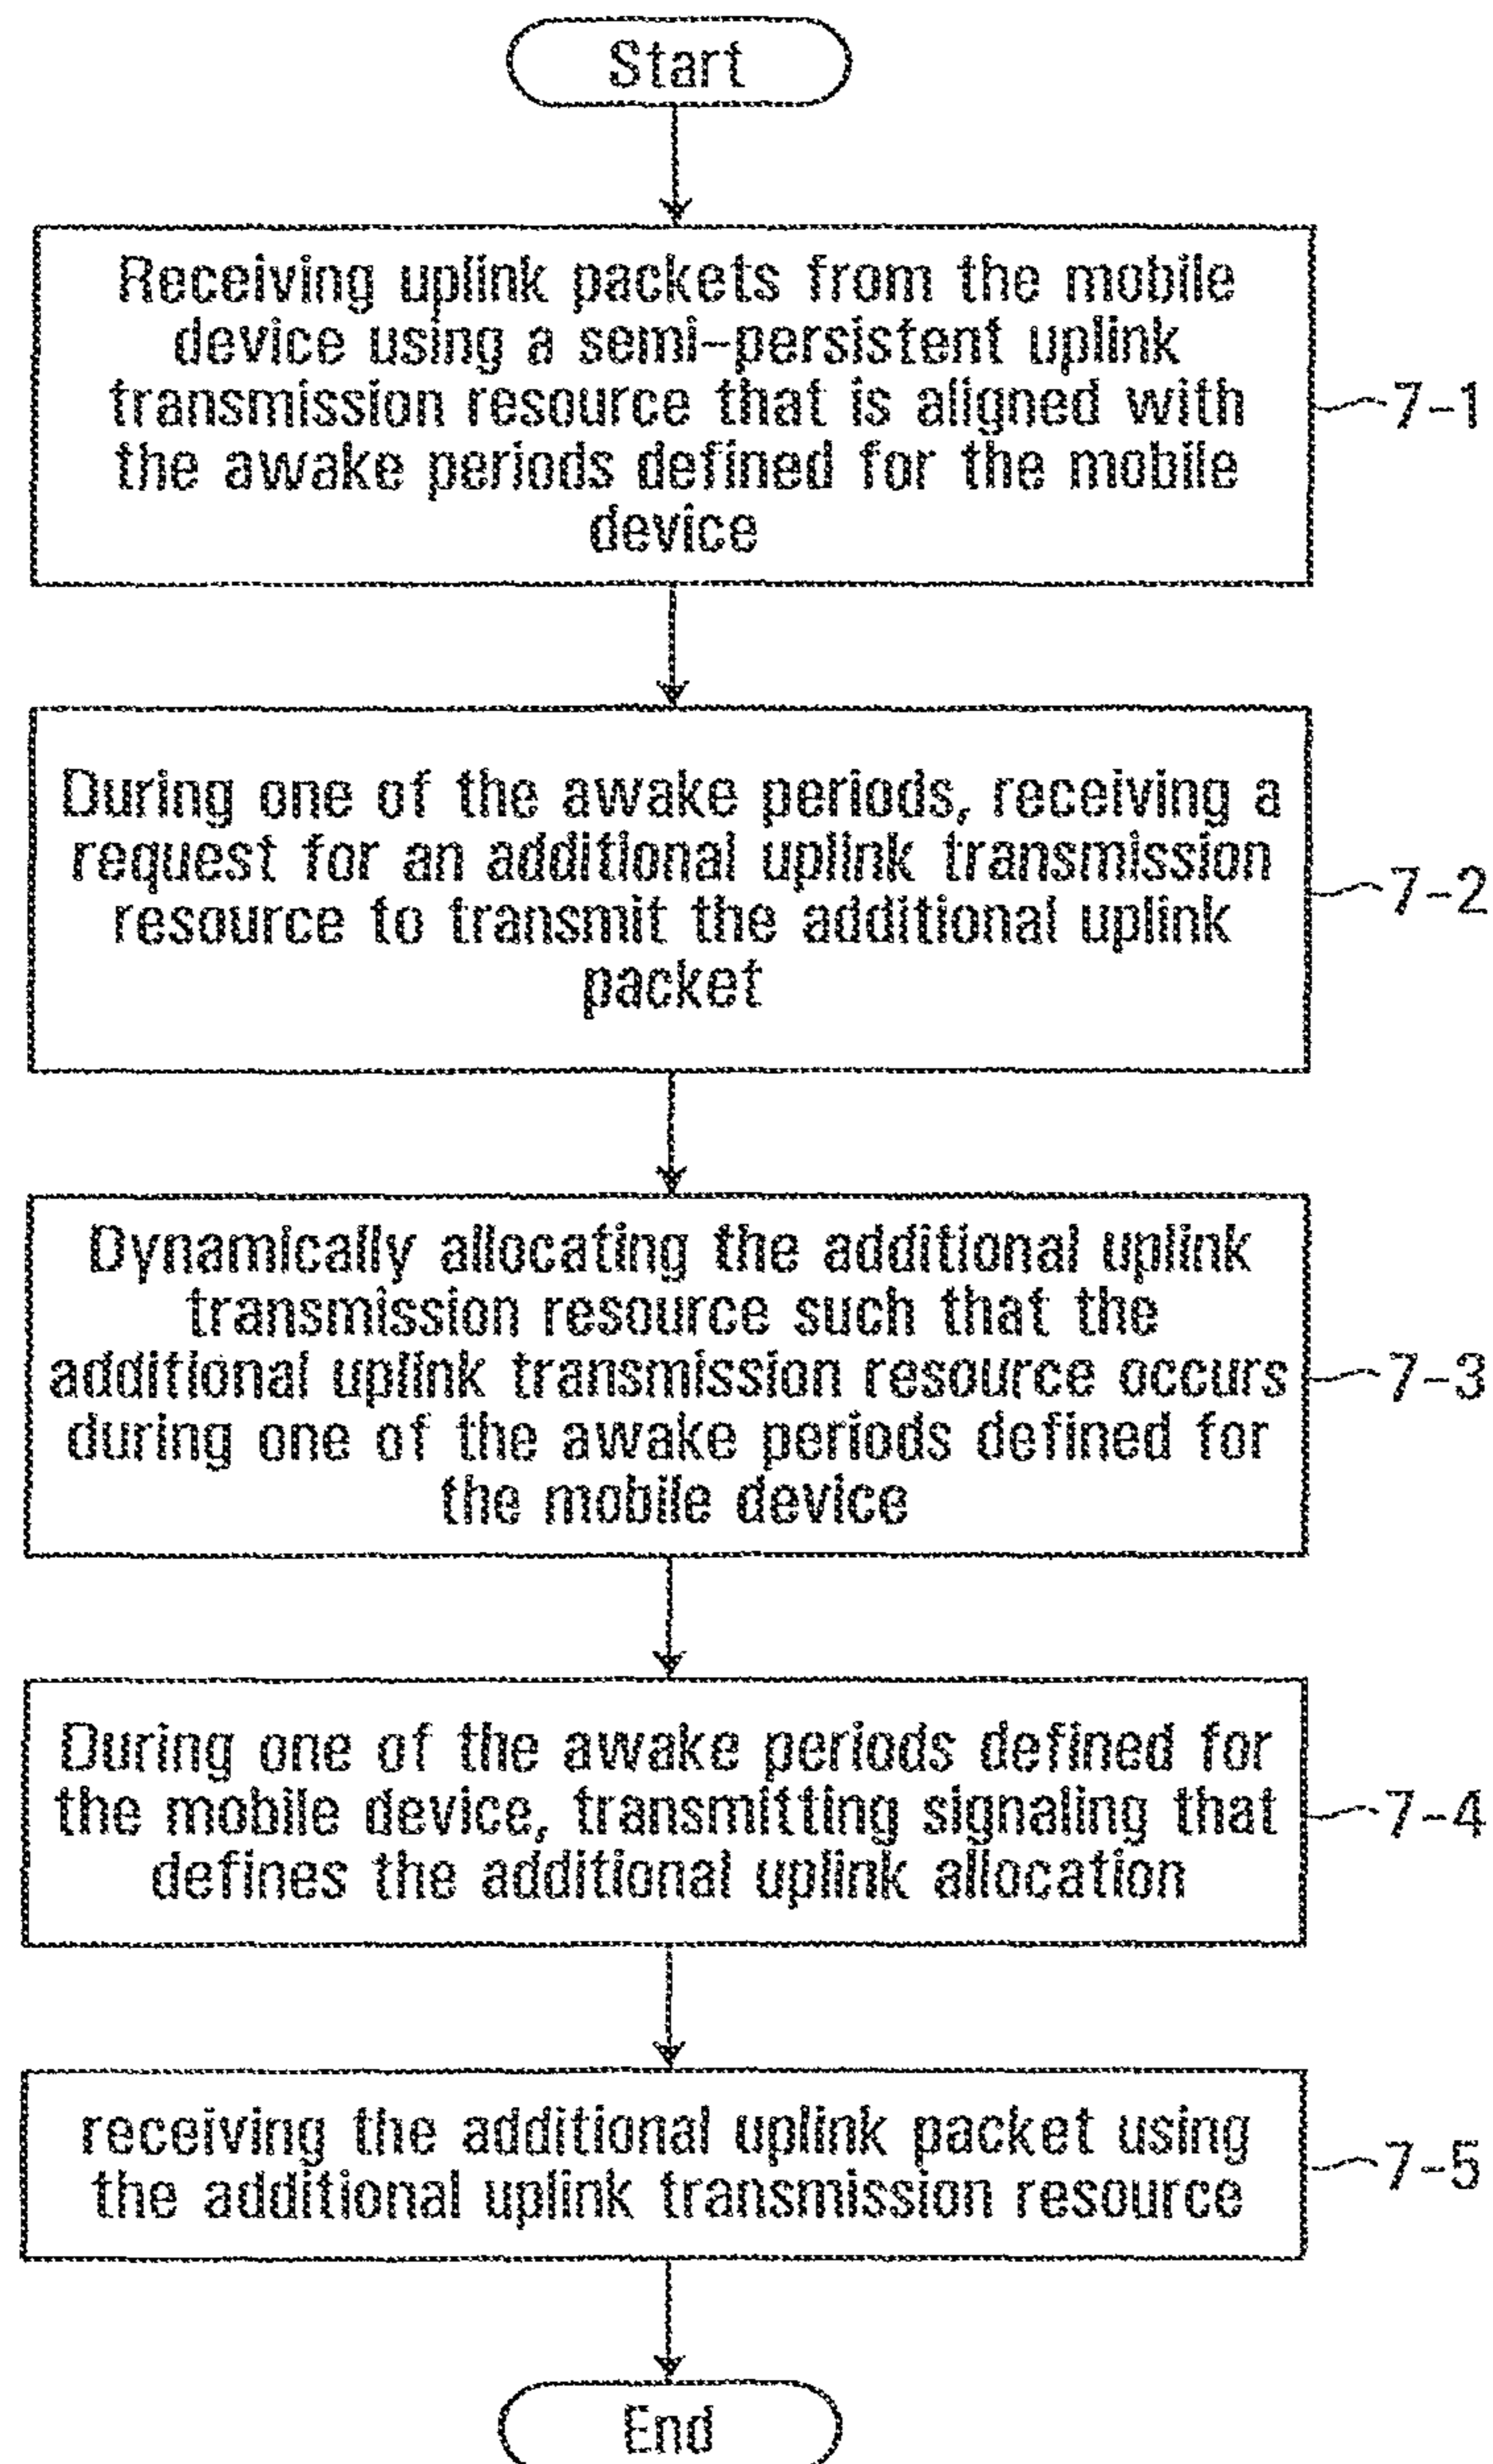 Start
Receiving uplink packets from the mobile
device using a semi-persistent uplink
transmission resource that is aligned with
the awake periods defined for the mobile
device
7-1
During one of the awake periods, receiving a
request for an additional uplink transmission
resource to transmit the additional uplink
packet
7-2
Dynamically allocating the additional uplink
transmission resource such that the
additional uplink transmission resource occurs
during one of the awake periods defined for
the mobile device
7-3
During one of the awake periods defined for
the mobile device, transmitting signaling that
defines the additional uplink allocation
7-4
receiving the additional uplink packet using
the additional uplink transmission resource
7-5
End